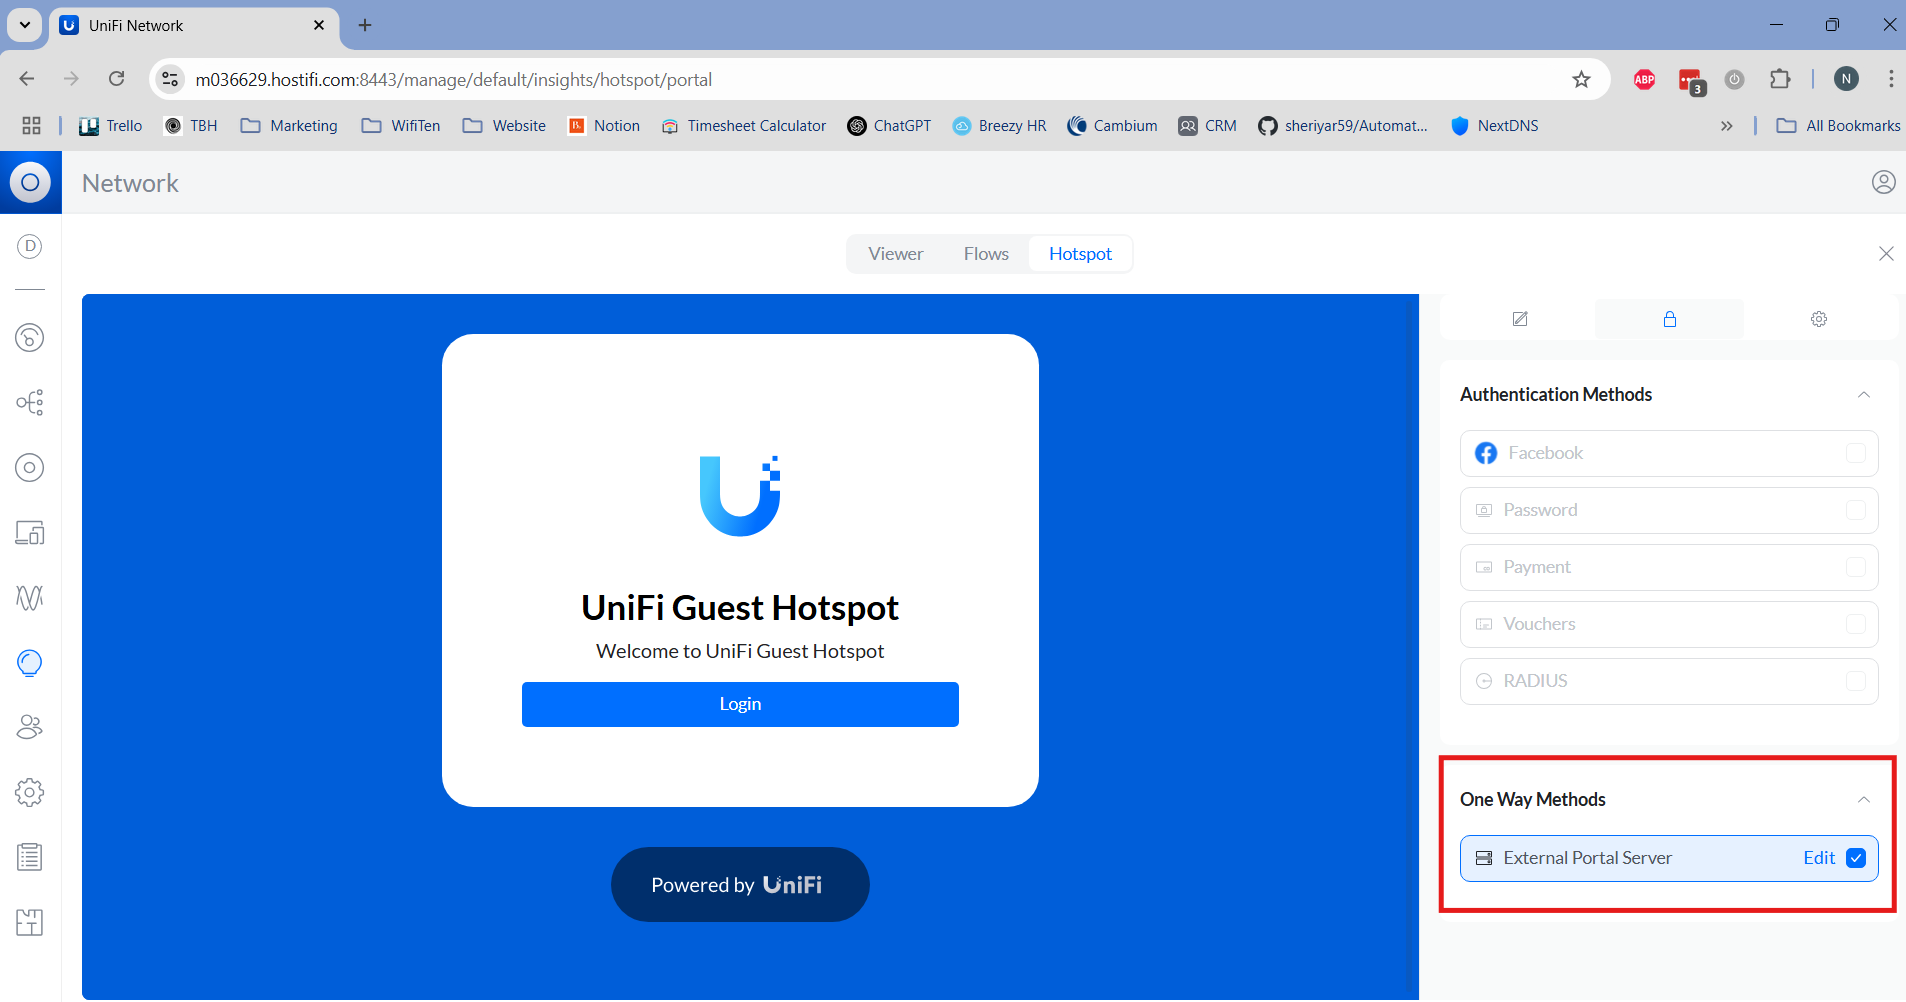 UniFi Network
m036629.hostifi.com:8443/manage/default/insights/hotspot/portal
ABP
3
N
Trello TBH Marketing WifiTen Website Notion Timesheet Calculator ChatGPT Breezy HR Cambium CRM sheriyar59/Automat... NextDNS » All Bookmarks
Network
D
Viewer Flows Hotspot
UniFi Guest Hotspot
Welcome to UniFi Guest Hotspot
Login
Powered by UniFi
Authentication Methods
Facebook
Password
Payment
Vouchers
RADIUS
One Way Methods
External Portal Server Edit